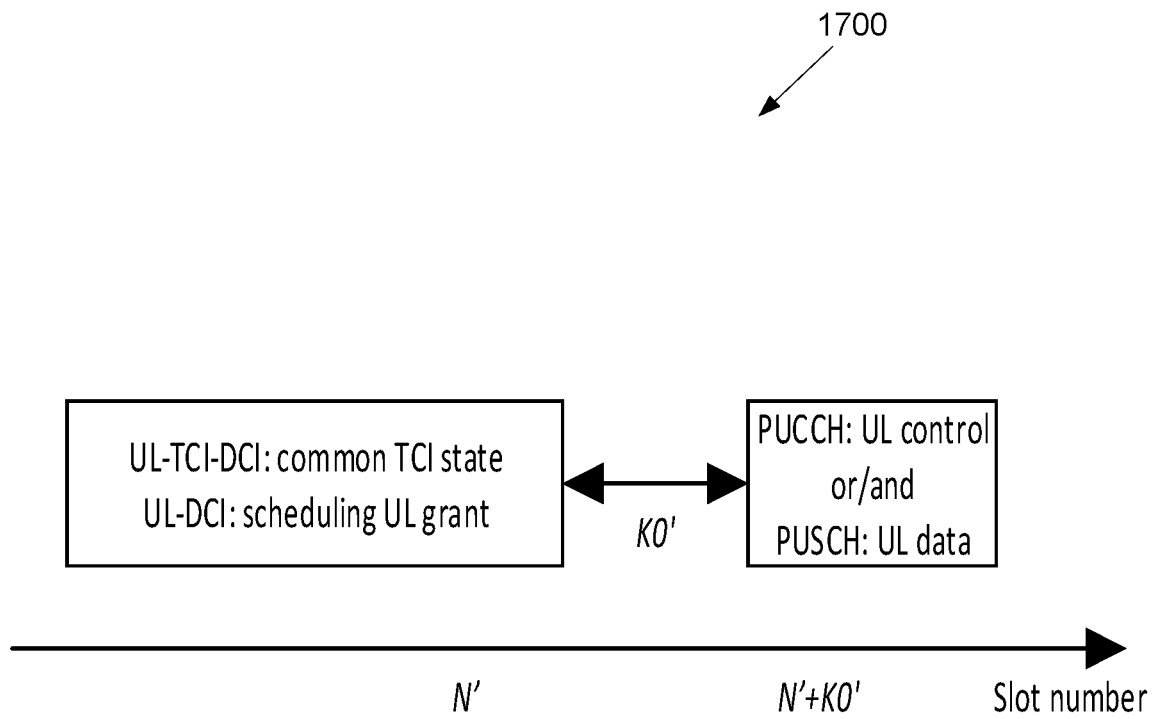 1700
UL-TCI-DCI: common TCI state
UL-DCI: scheduling UL grant
K0'
PUCCH: UL control
or/and
PUSCH: UL data
N'
N'+K0'
Slot number